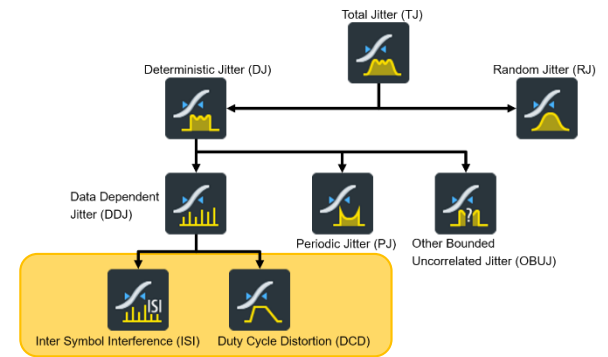 Total Jitter (TJ)
Deterministic Jitter (DJ)
Random Jitter (RJ)
Data Dependent
Jitter (DDJ)
Periodic Jitter (PJ)
?
Other Bounded
Uncorrelated Jitter (OBUJ)
ISI
Inter Symbol Interference (ISI)
Duty Cycle Distortion (DCD)